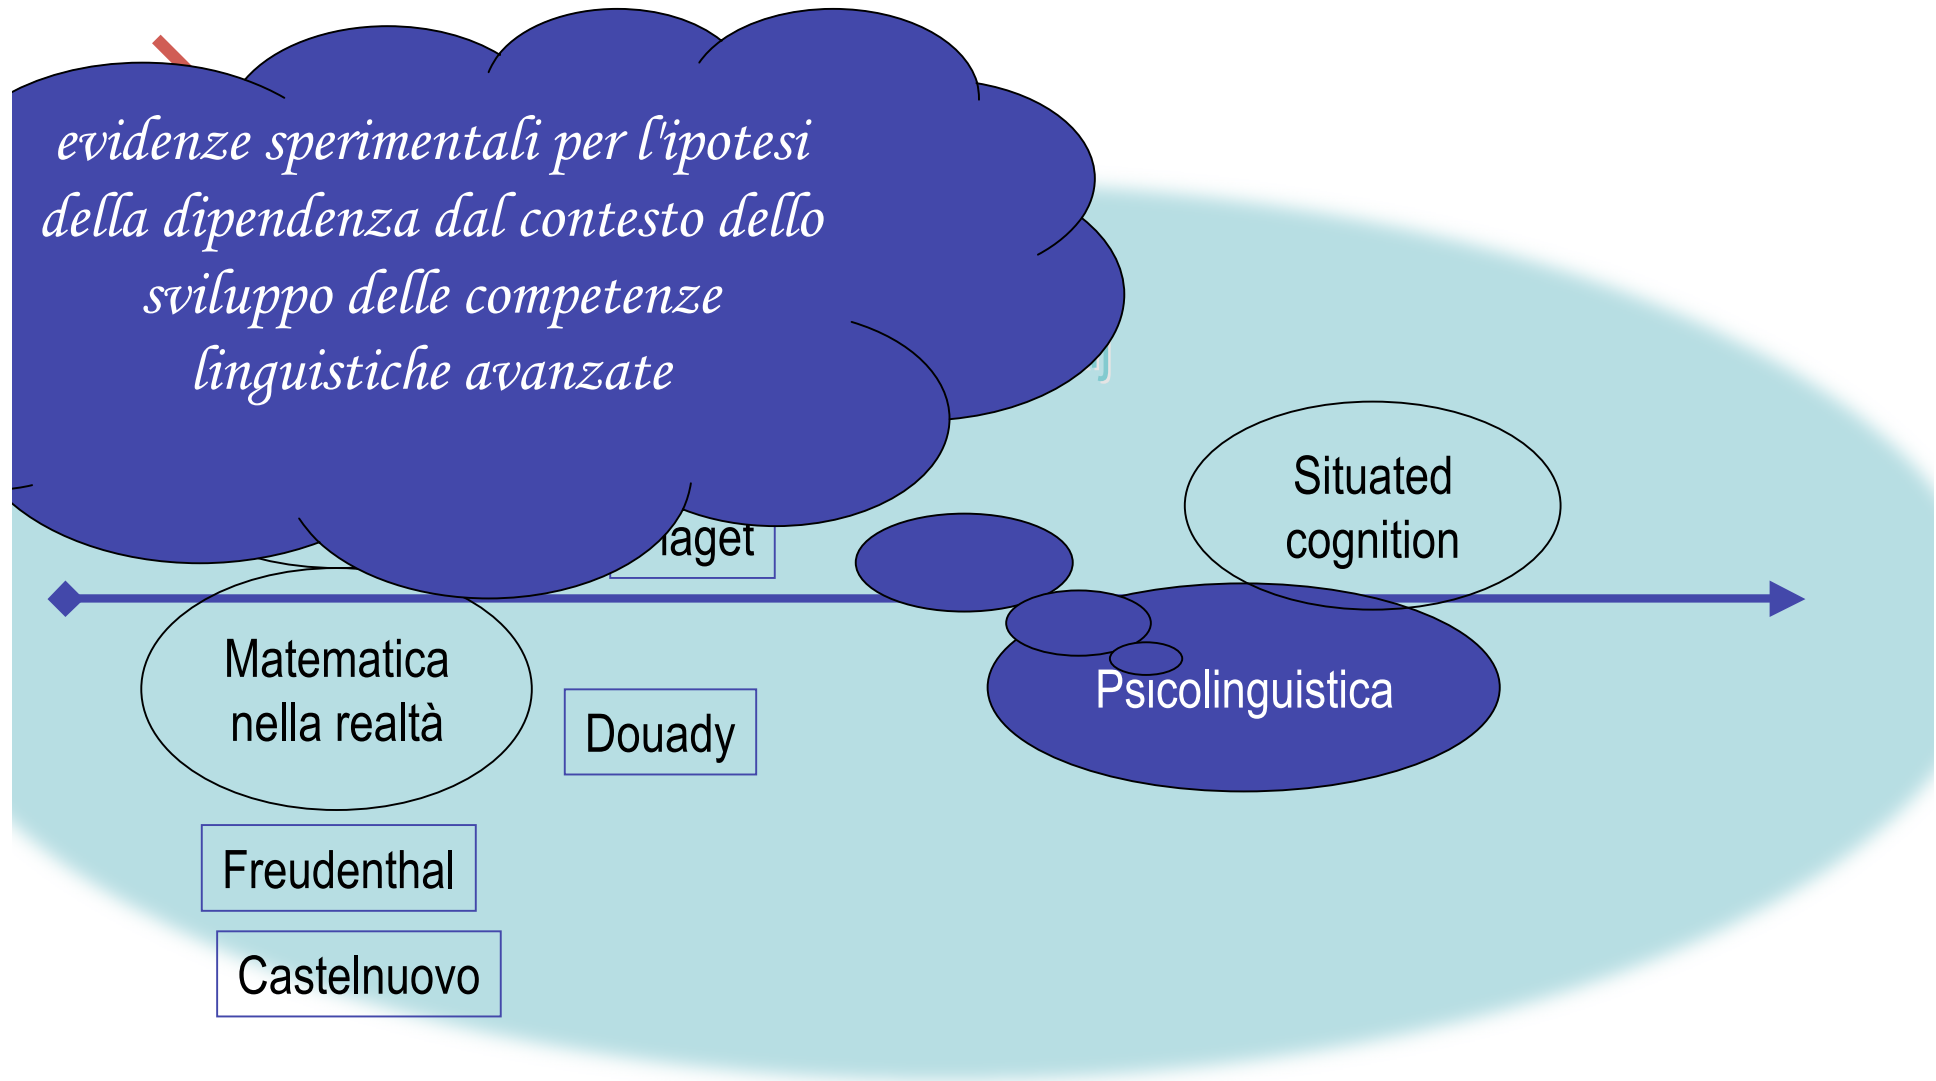 evidenze sperimentali per l'ipotesi
della dipendenza dal contesto dello
sviluppo delle competenze
linguistiche avanzate
Situated
cognition
Matematica
nella realtà
Douady
Psicolinguistica
Freudenthal
Castelnuovo